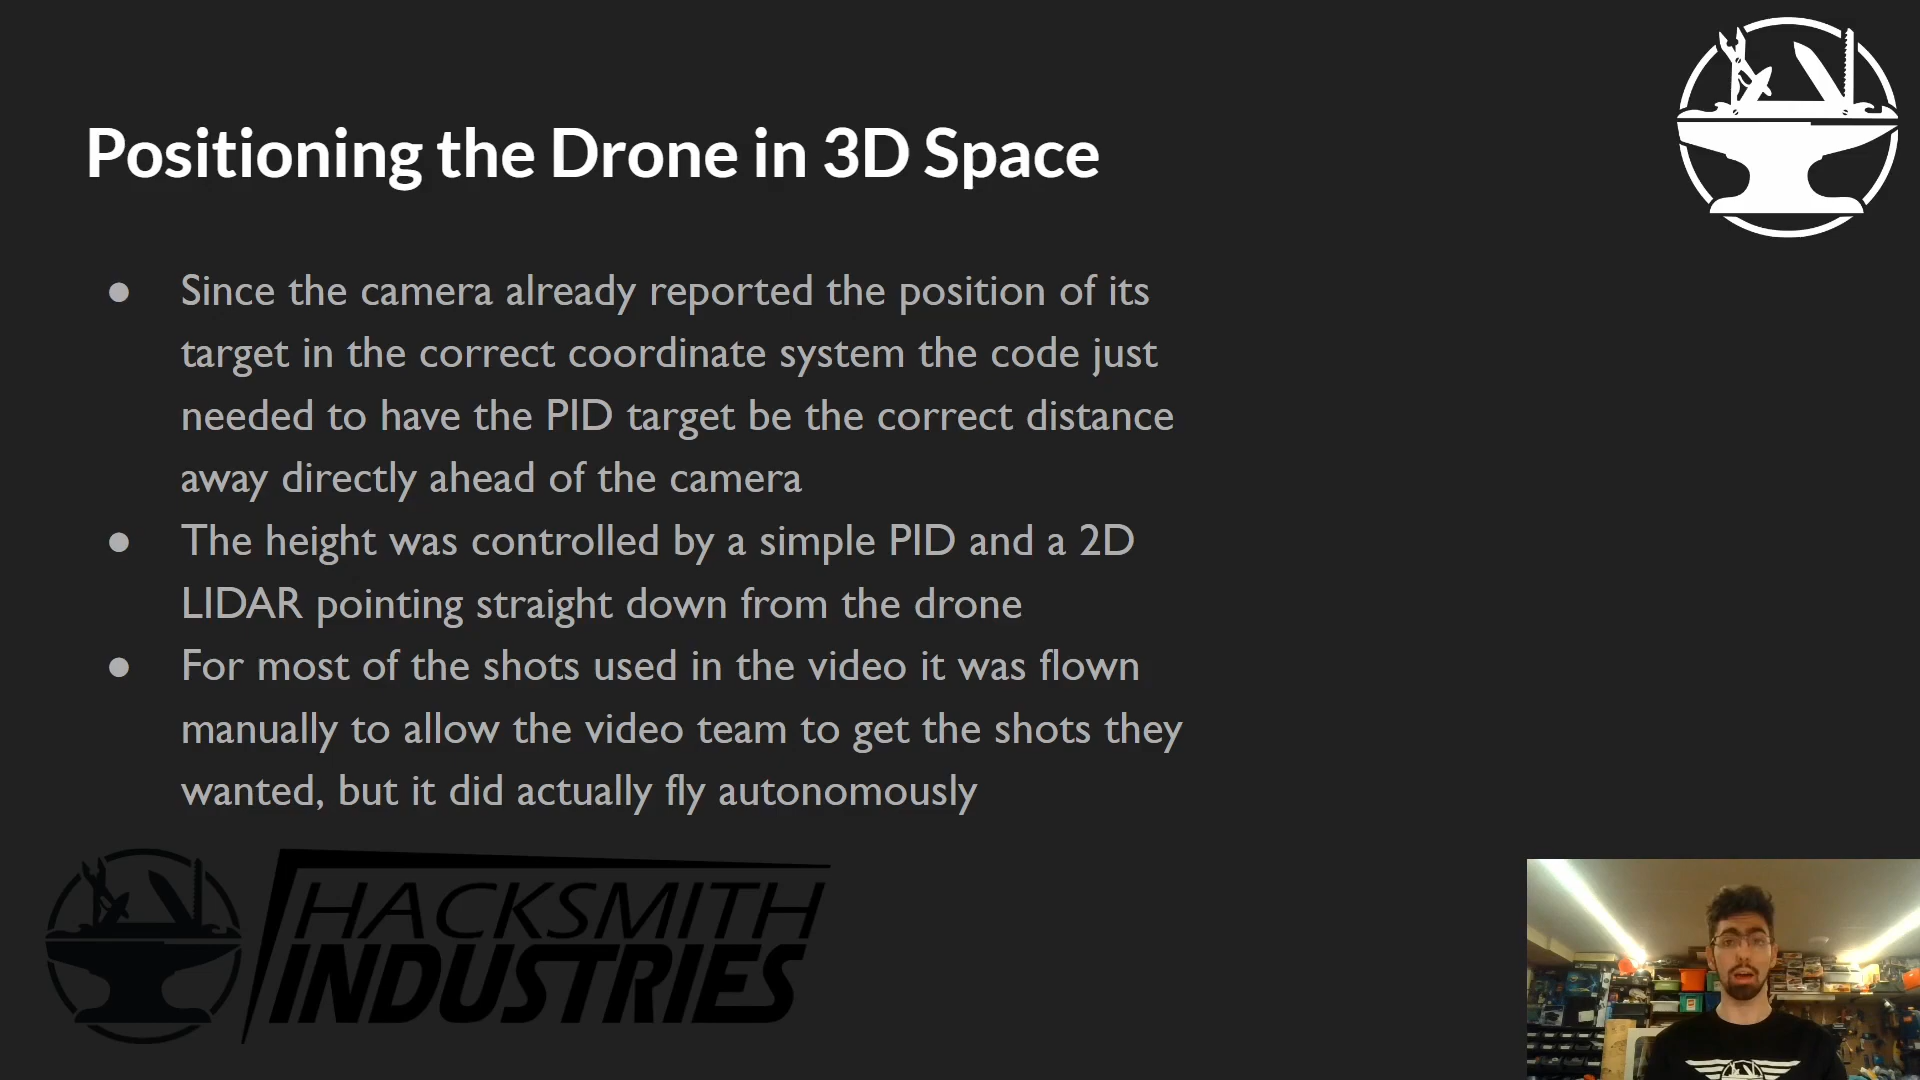 Positioning the Drone in 3D Space
● Since the camera already reported the position of its
target in the correct coordinate system the code just
needed to have the PID target be the correct distance
away directly ahead of the camera
● The height was controlled by a simple PID and a 2D
LIDAR pointing straight down from the drone
● For most of the shots used in the video it was flown
manually to allow the video team to get the shots they
wanted, but it did actually fly autonomously
HACKSMITH
INDUSTRIES